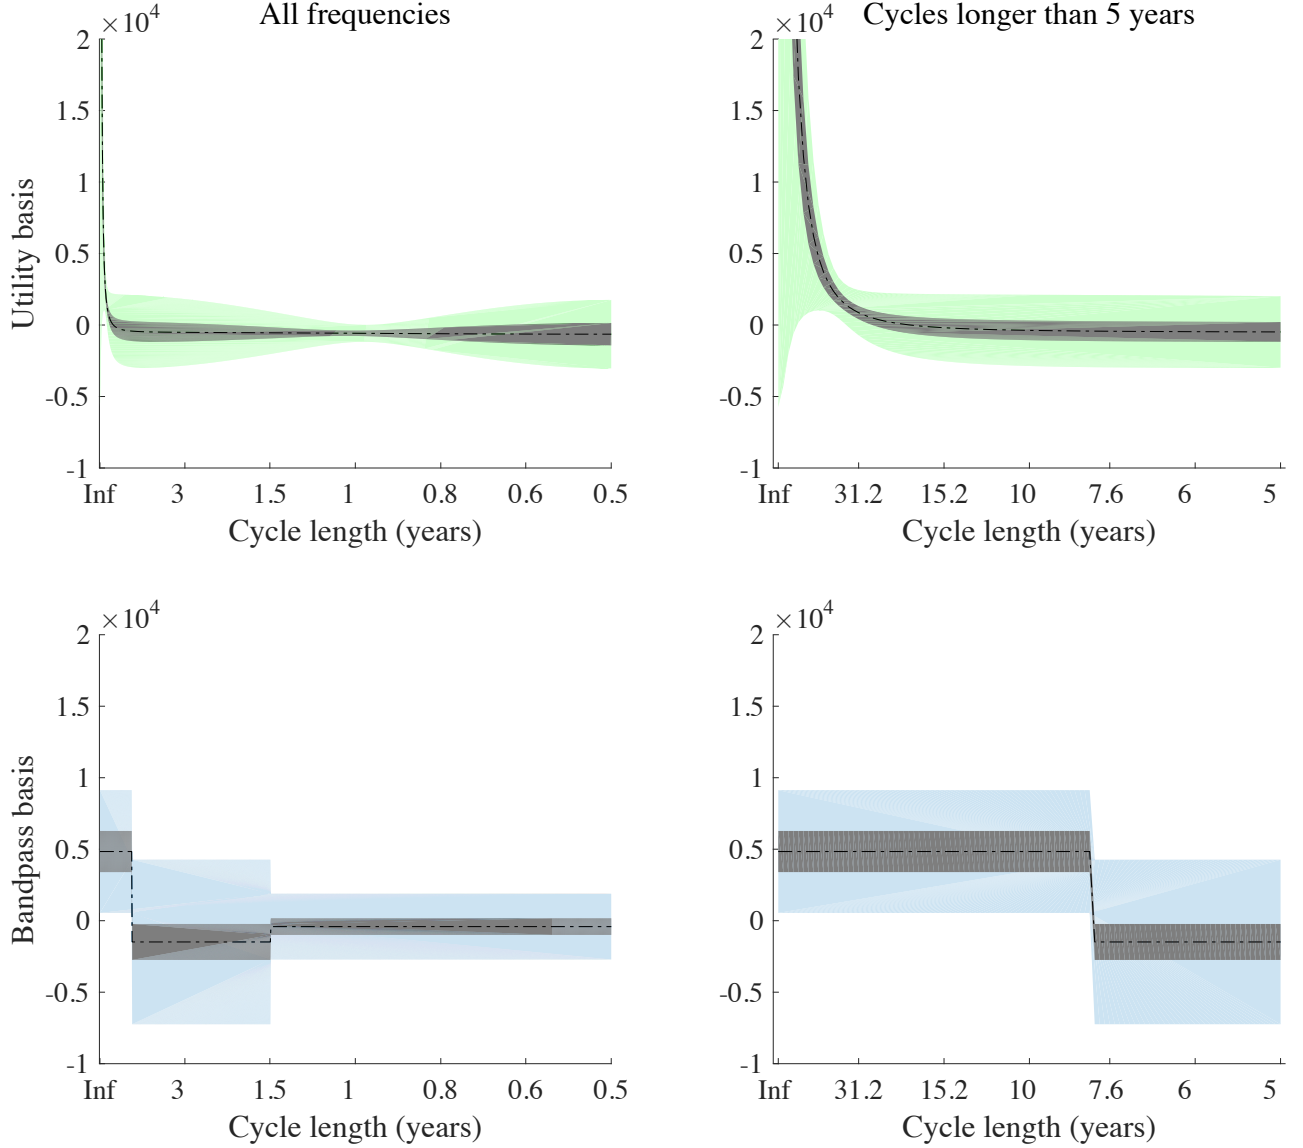 All frequencies
×10⁴
2
1.5
1
0.5
0
-0.5
-1
Utility basis
Inf 3 1.5 1 0.8 0.6 0.5
Cycle length (years)
Cycles longer than 5 years
×10⁴
2
1.5
1
0.5
0
-0.5
-1
Inf 31.2 15.2 10 7.6 6 5
Cycle length (years)
×10⁴
2
1.5
1
0.5
0
-0.5
-1
Bandpass basis
Inf 3 1.5 1 0.8 0.6 0.5
Cycle length (years)
×10⁴
2
1.5
1
0.5
0
-0.5
-1
Inf 31.2 15.2 10 7.6 6 5
Cycle length (years)